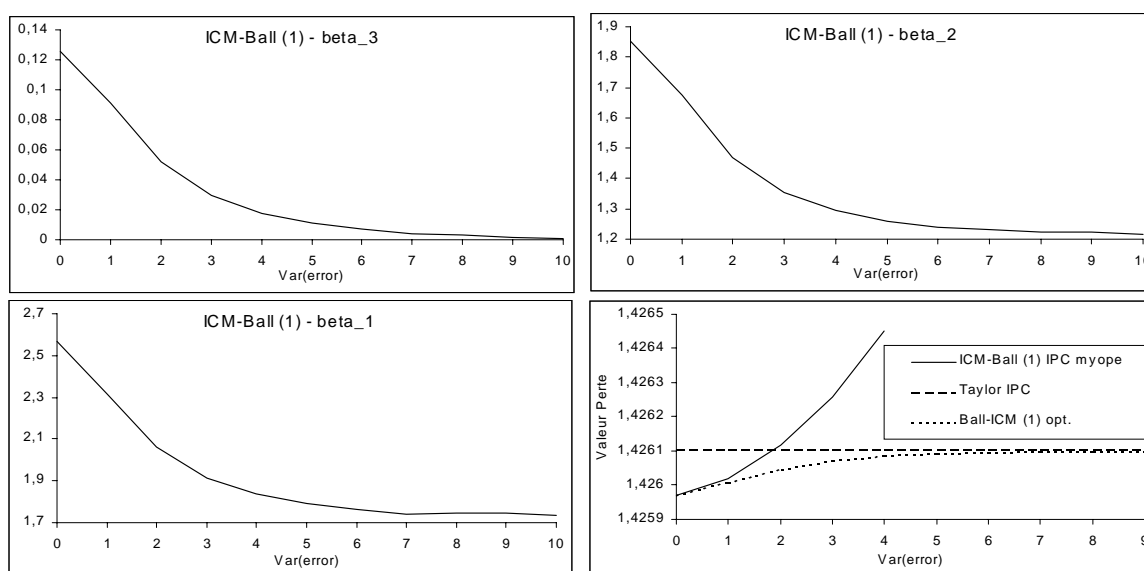 ICM-Ball (1) - beta_3
0,14
0,12
0,1
0,08
0,06
0,04
0,02
0
0 1 2 3 4 5 6 7 8 9 10
Var(error)
ICM-Ball (1) - beta_2
1,9
1,8
1,7
1,6
1,5
1,4
1,3
1,2
0 1 2 3 4 5 6 7 8 9 10
Var(error)
ICM-Ball (1) - beta_1
2,7
2,5
2,3
2,1
1,9
1,7
0 1 2 3 4 5 6 7 8 9 10
Var(error)
1,4265
1,4264
1,4263
1,4262
1,4261
1,426
1,4259
Valeur Perte
ICM-Ball (1) IPC myope
Taylor IPC
Ball-ICM (1) opt.
0 1 2 3 4 5 6 7 8 9
Var(error)